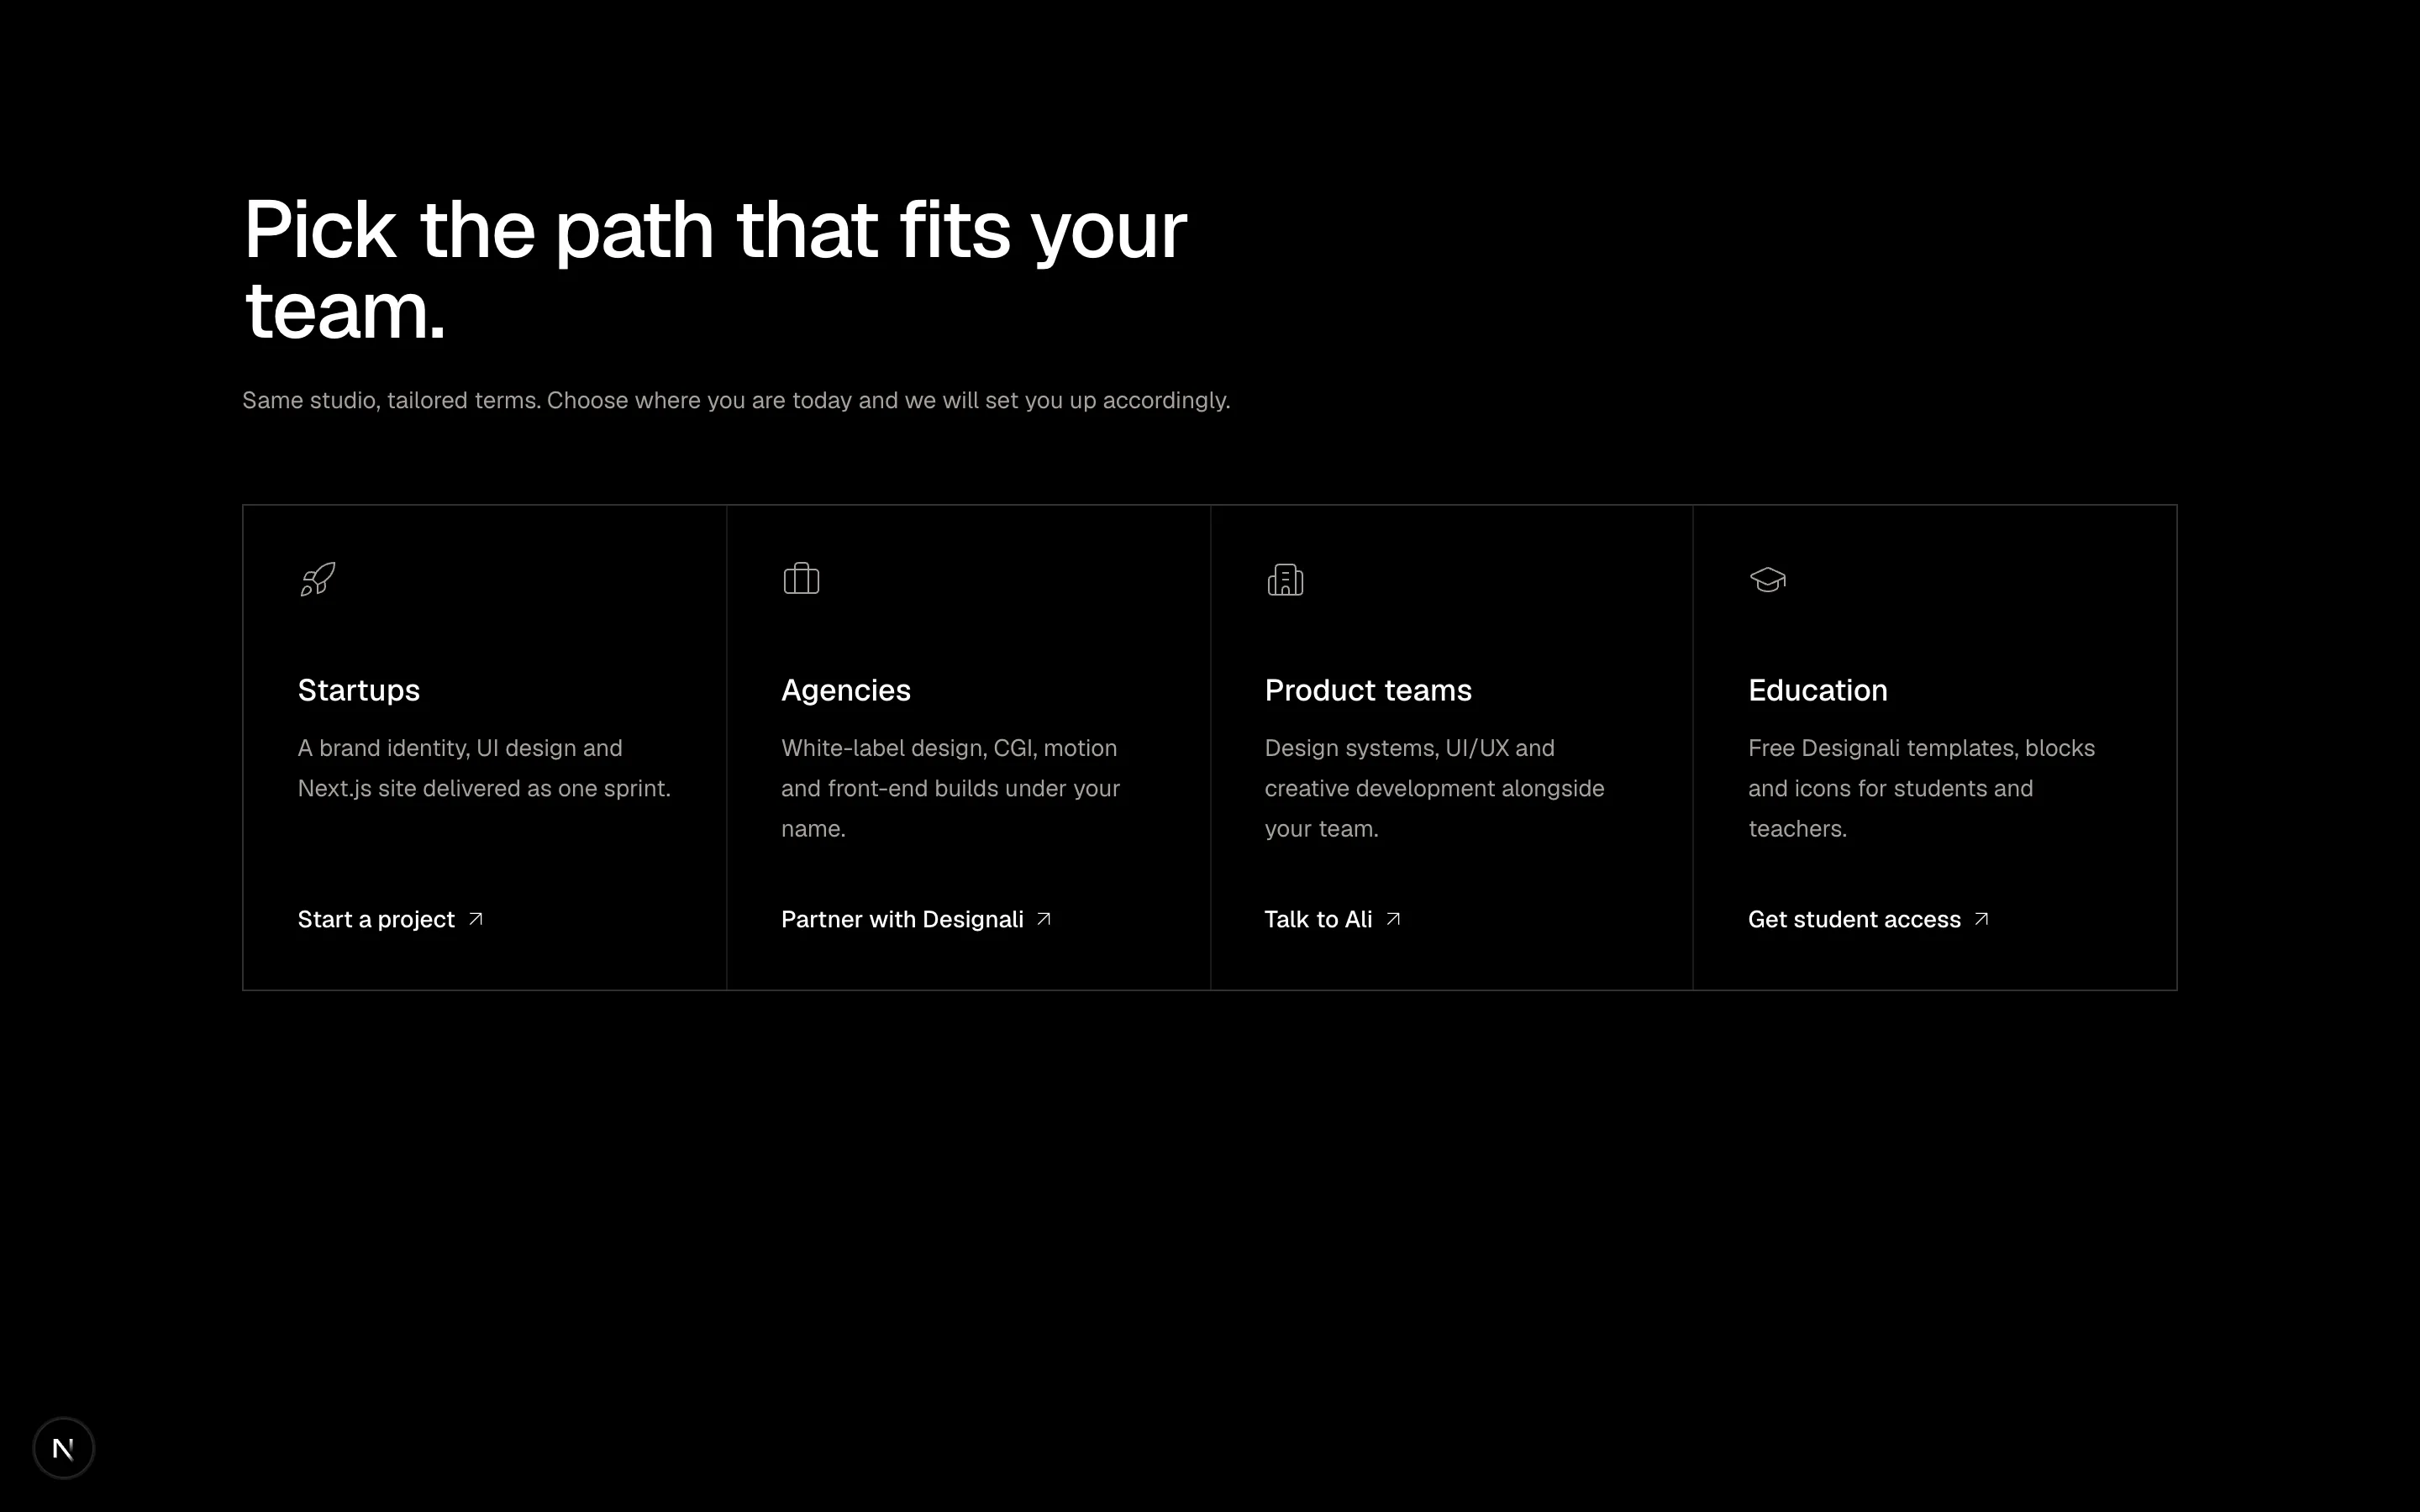 Pick the path that fits your
team.
Same studio, tailored terms. Choose where you are today and we will set you up accordingly.
Startups
A brand identity, UI design and
Next.js site delivered as one sprint.
Start a project
Agencies
White-label design, CGI, motion
and front-end builds under your
name.
Partner with Designali
Product teams
Design systems, UI/UX and
creative development alongside
your team.
Talk to Ali
Education
Free Designali templates, blocks
and icons for students and
teachers.
Get student access
N